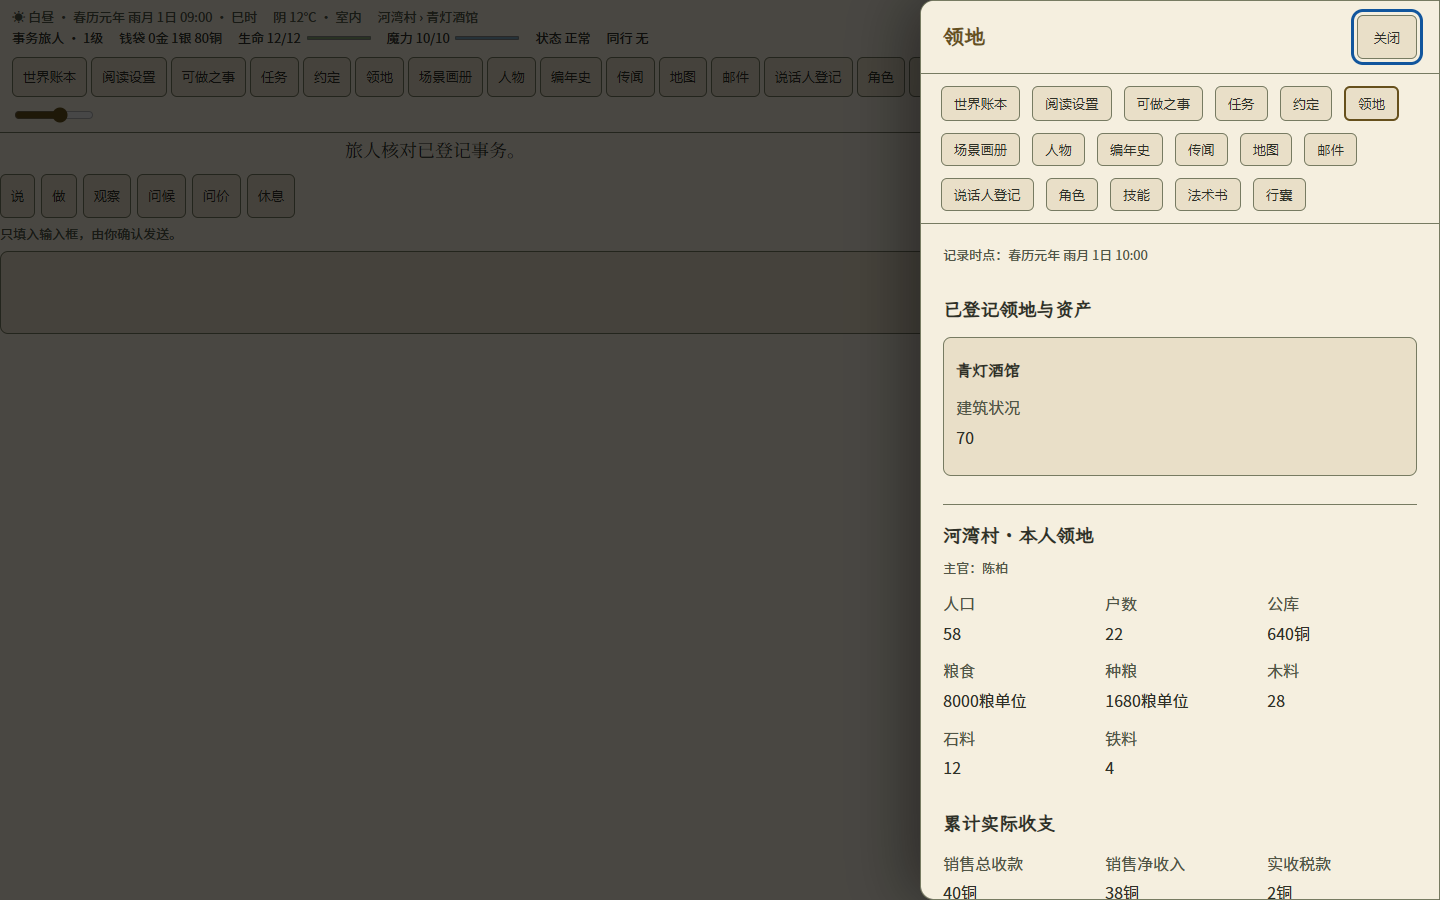 ☀ 白昼 · 春历元年 雨月 1日 09:00 · 巳时 阴 12°C · 室内 河湾村 › 青灯酒馆
事务旅人 · 1级 钱袋 0金 1银 80铜 生命 12/12 魔力 10/10 状态 正常 同行 无
世界账本 阅读设置 可做之事 任务 约定 领地 场景画册 人物 编年史 传闻 地图 邮件 说话人登记 角色
旅人核对已登记事务。
说 做 观察 问候 问价 休息
只填入输入框，由你确认发送。
领地
关闭
世界账本 阅读设置 可做之事 任务 约定 领地
场景画册 人物 编年史 传闻 地图 邮件
说话人登记 角色 技能 法术书 行囊
记录时点：春历元年 雨月 1日 10:00
已登记领地与资产
青灯酒馆
建筑状况
70
河湾村 · 本人领地
主官：陈柏
人口 户数 公库
58 22 640铜
粮食 种粮 木料
8000粮单位 1680粮单位 28
石料 铁料
12 4
累计实际收支
销售总收款 销售净收入 实收税款
40铜 38铜 2铜